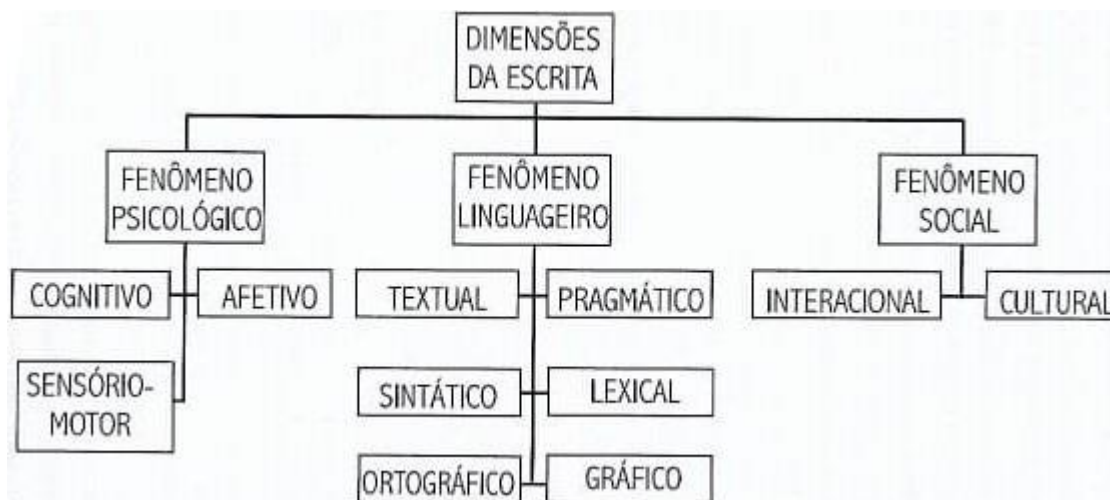 DIMENSÕES
DA ESCRITA
FENÔMENO
PSICOLÓGICO
FENÔMENO
LINGUAGEIRO
FENÔMENO
SOCIAL
COGNITIVO
AFETIVO
TEXTUAL
PRAGMÁTICO
INTERACIONAL
CULTURAL
SENSÓRIO-
MOTOR
SINTÁTICO
LEXICAL
ORTOGRÁFICO
GRÁFICO